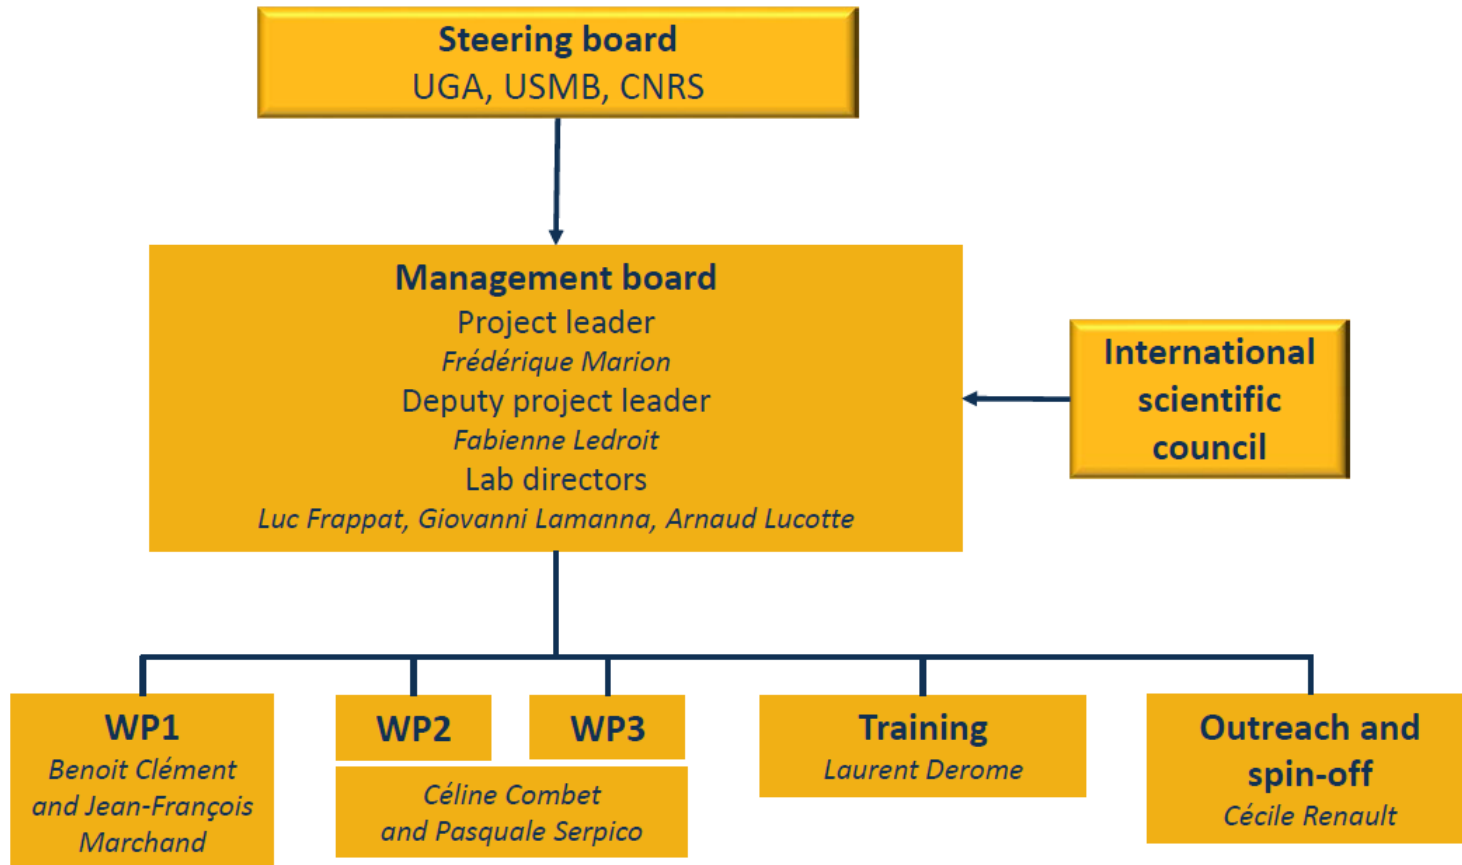 Steering board
UGA, USMB, CNRS
Management board
Project leader
Frédérique Marion
Deputy project leader
Fabienne Ledroit
Lab directors
Luc Frappat, Giovanni Lamanna, Arnaud Lucotte
International
scientific
council
WP1
Benoit Clément
and Jean-François
Marchand
WP2
WP3
Céline Combet
and Pasquale Serpico
Training
Laurent Derome
Outreach and
spin-off
Cécile Renault